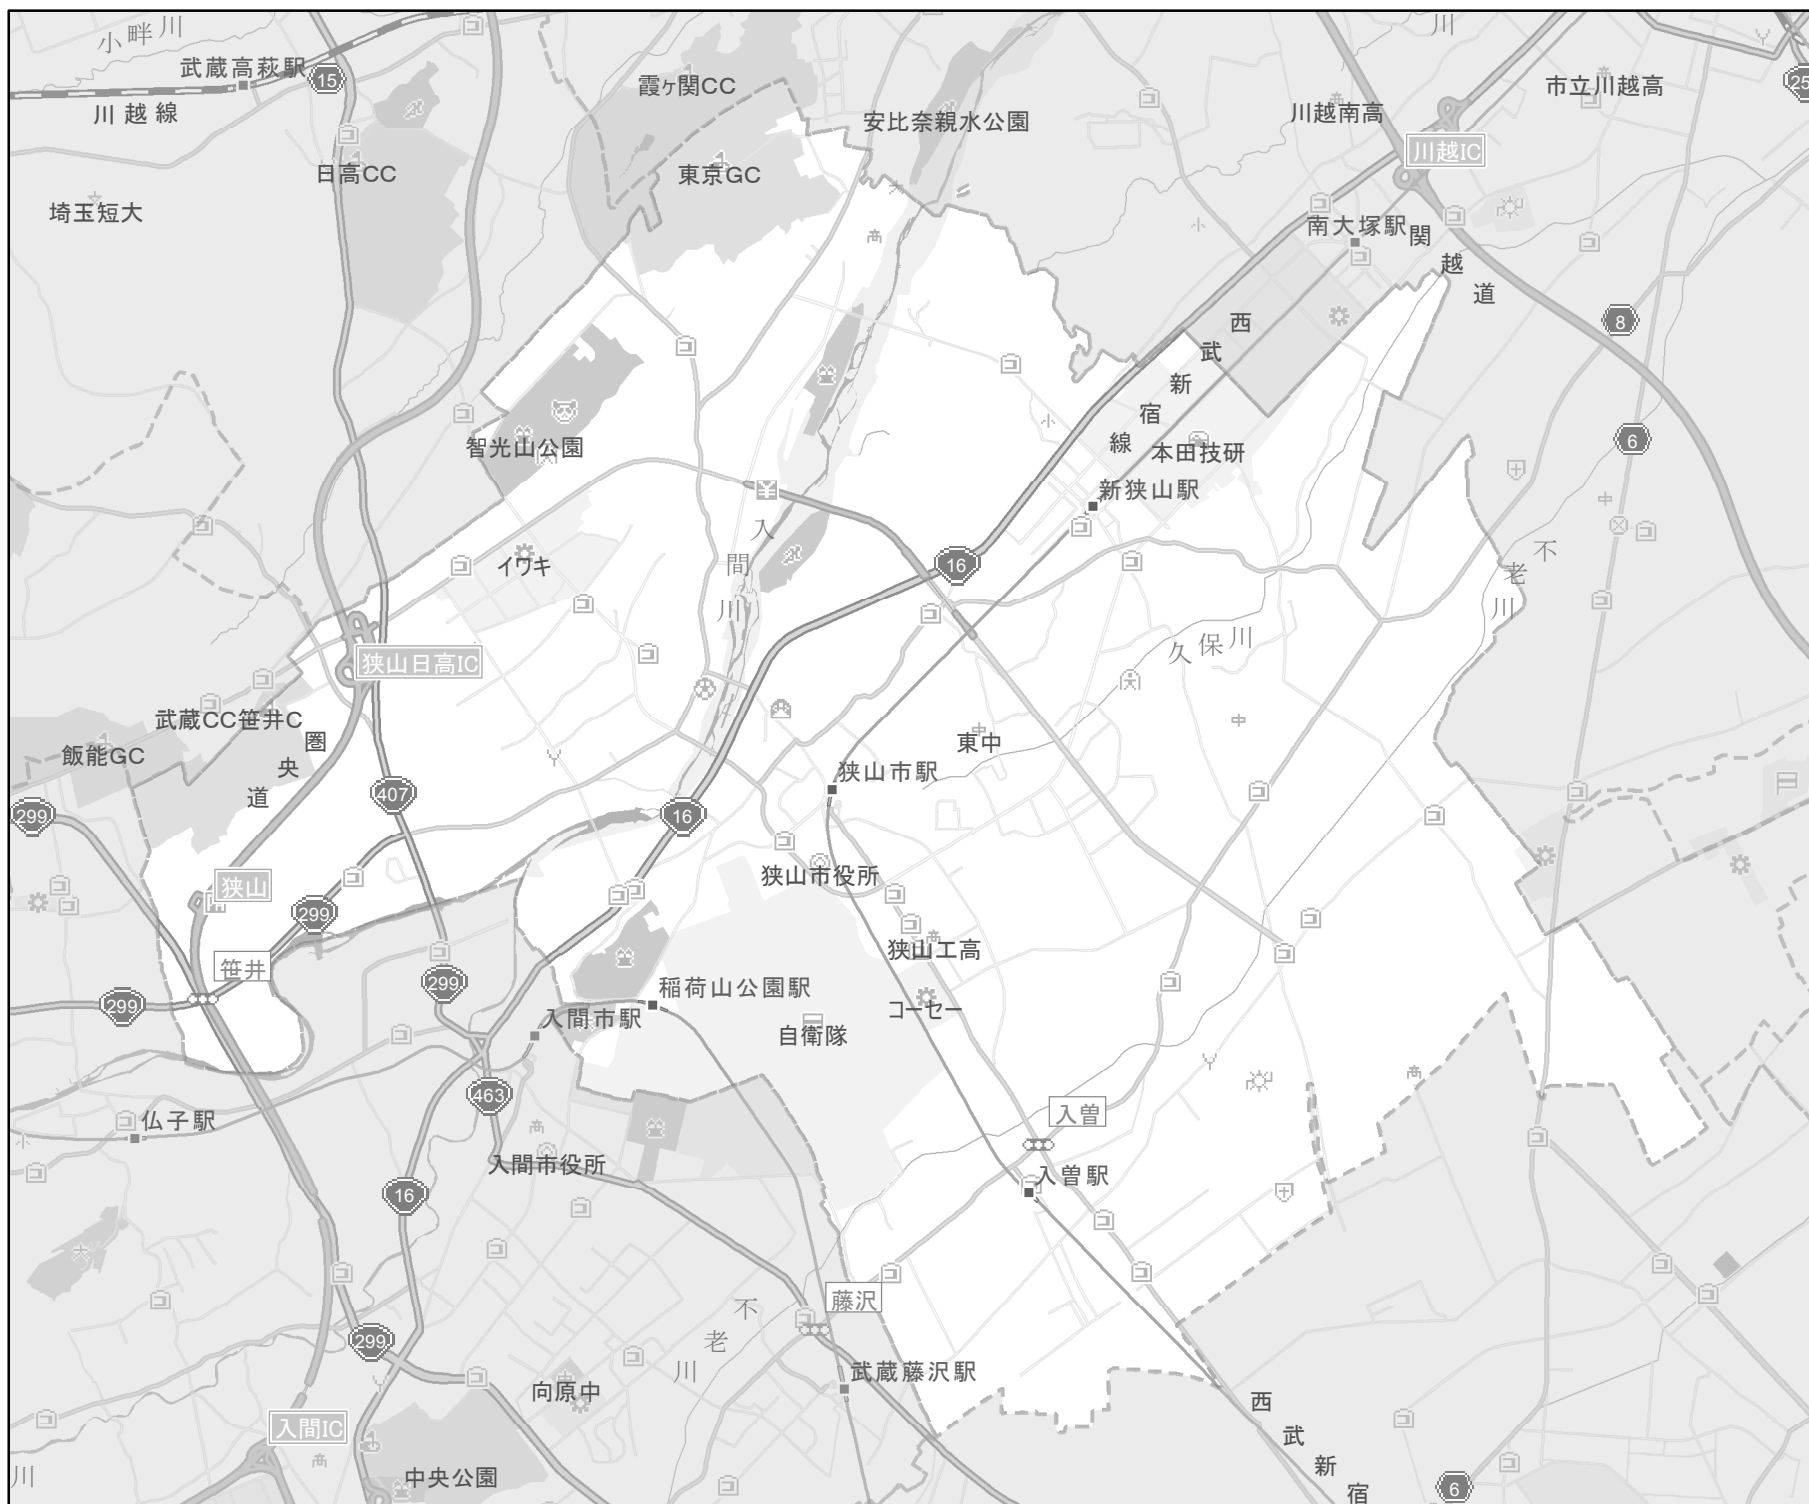 小畔川
武蔵高萩駅
15
川越線
日高CC
埼玉短大
霞ヶ関CC
東京GC
安比奈親水公園
川
川越南高
市立川越高
25
川越IC
南大塚駅
関越道
8
6
西武新宿線
本田技研
新狭山駅
智光山公園
入間川
16
イワキ
不老川
久保川
狭山日高IC
武蔵CC笹井C
飯能GC
圏央道
407
299
16
狭山市駅
東中
狭山
299
狭山市役所
狭山工高
笹井
299
299
稲荷山公園駅
入間市駅
自衛隊
コーセー
463
仏子駅
入間市役所
入曽
入曽駅
16
299
不老川
藤沢
武蔵藤沢駅
向原中
入間IC
中央公園
川
西武新宿
6